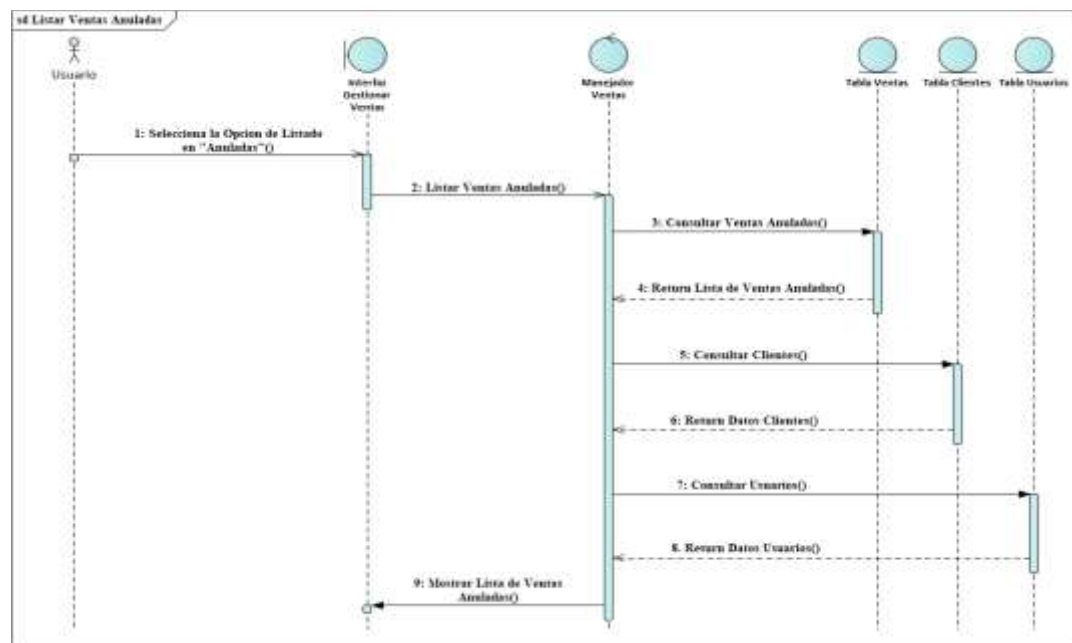 sd Listar Ventas Anuladas
Usuario
Interfaz
Gestionar
Ventas
Manejador
Ventas
Tabla Ventas
Tabla Clientes
Tabla Usuarios
1: Selecciona la Opcion de Listado
en "Anuladas"()
2: Listar Ventas Anuladas()
3: Consultar Ventas Anuladas()
4: Return Lista de Ventas Anuladas()
5: Consultar Clientes()
6: Return Datos Clientes()
7: Consultar Usuarios()
8. Return Datos Usuarios()
9: Mostrar Lista de Ventas
Anuladas()